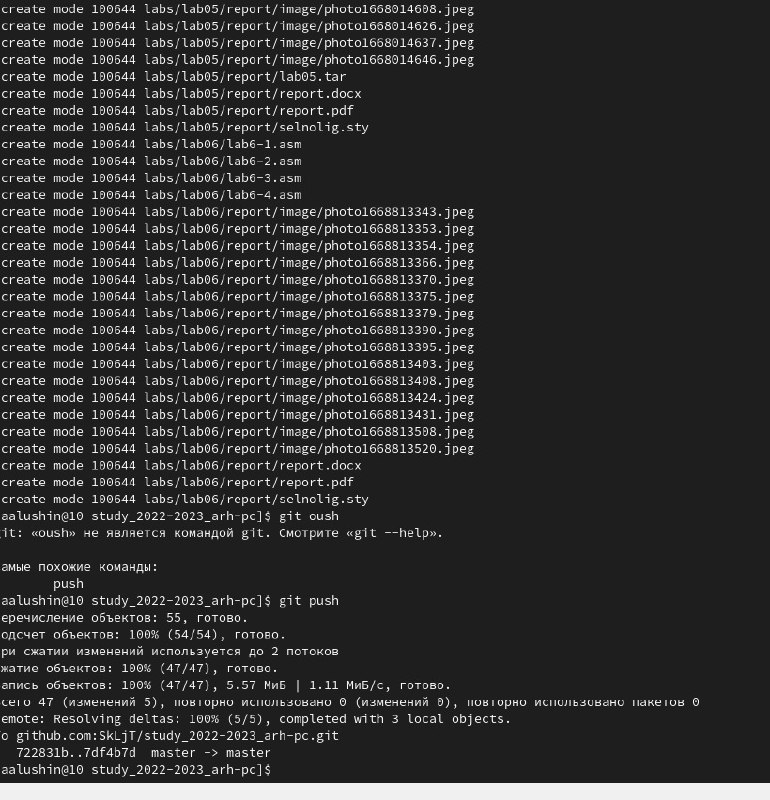 create mode 100644 labs/lab05/report/image/photo1668014608.jpeg
create mode 100644 labs/lab05/report/image/photo1668014626.jpeg
create mode 100644 labs/lab05/report/image/photo1668014637.jpeg
create mode 100644 labs/lab05/report/image/photo1668014646.jpeg
create mode 100644 labs/lab05/report/lab05.tar
create mode 100644 labs/lab05/report/report.docx
create mode 100644 labs/lab05/report/report.pdf
create mode 100644 labs/lab05/report/selnolig.sty
create mode 100644 labs/lab06/lab6-1.asm
create mode 100644 labs/lab06/lab6-2.asm
create mode 100644 labs/lab06/lab6-3.asm
create mode 100644 labs/lab06/lab6-4.asm
create mode 100644 labs/lab06/report/image/photo1668813343.jpeg
create mode 100644 labs/lab06/report/image/photo1668813353.jpeg
create mode 100644 labs/lab06/report/image/photo1668813354.jpeg
create mode 100644 labs/lab06/report/image/photo1668813366.jpeg
create mode 100644 labs/lab06/report/image/photo1668813370.jpeg
create mode 100644 labs/lab06/report/image/photo1668813375.jpeg
create mode 100644 labs/lab06/report/image/photo1668813379.jpeg
create mode 100644 labs/lab06/report/image/photo1668813390.jpeg
create mode 100644 labs/lab06/report/image/photo1668813395.jpeg
create mode 100644 labs/lab06/report/image/photo1668813403.jpeg
create mode 100644 labs/lab06/report/image/photo1668813408.jpeg
create mode 100644 labs/lab06/report/image/photo1668813424.jpeg
create mode 100644 labs/lab06/report/image/photo1668813431.jpeg
create mode 100644 labs/lab06/report/image/photo1668813508.jpeg
create mode 100644 labs/lab06/report/image/photo1668813520.jpeg
create mode 100644 labs/lab06/report/report.docx
create mode 100644 labs/lab06/report/report.pdf
create mode 100644 labs/lab06/report/selnolig.sty
aalushin@10 study_2022-2023_arh-pc]$ git oush
git: «oush» не является командой git. Смотрите «git --help».
амые похожие команды:
push
aalushin@10 study_2022-2023_arh-pc]$ git push
еречисление объектов: 55, готово.
одсчет объектов: 100% (54/54), готово.
ри сжатии изменений используется до 2 потоков
жатие объектов: 100% (47/47), готово.
апись объектов: 100% (47/47), 5.57 МиБ | 1.11 МиБ/с, готово.
сего 47 (изменений 5), повторно использовано 0 (изменений 0), повторно использовано пакетов 0
emote: Resolving deltas: 100% (5/5), completed with 3 local objects.
o github.com:SkLjT/study_2022-2023_arh-pc.git
722831b..7df4b7d master -> master
aalushin@10 study_2022-2023_arh-pc]$